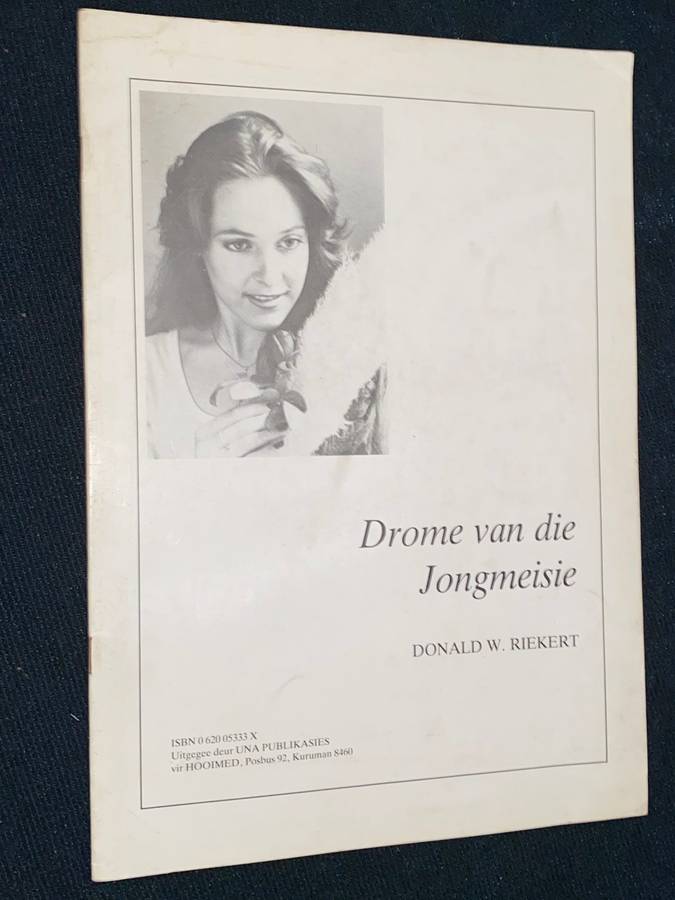 Drome van die
Jongmeisie
DONALD W. RIEKERT
ISBN 0 620 05333 X
Uitgegee deur UNA PUBLIKASIES
vir HOOIMED, Posbus 92, Kuruman 8460